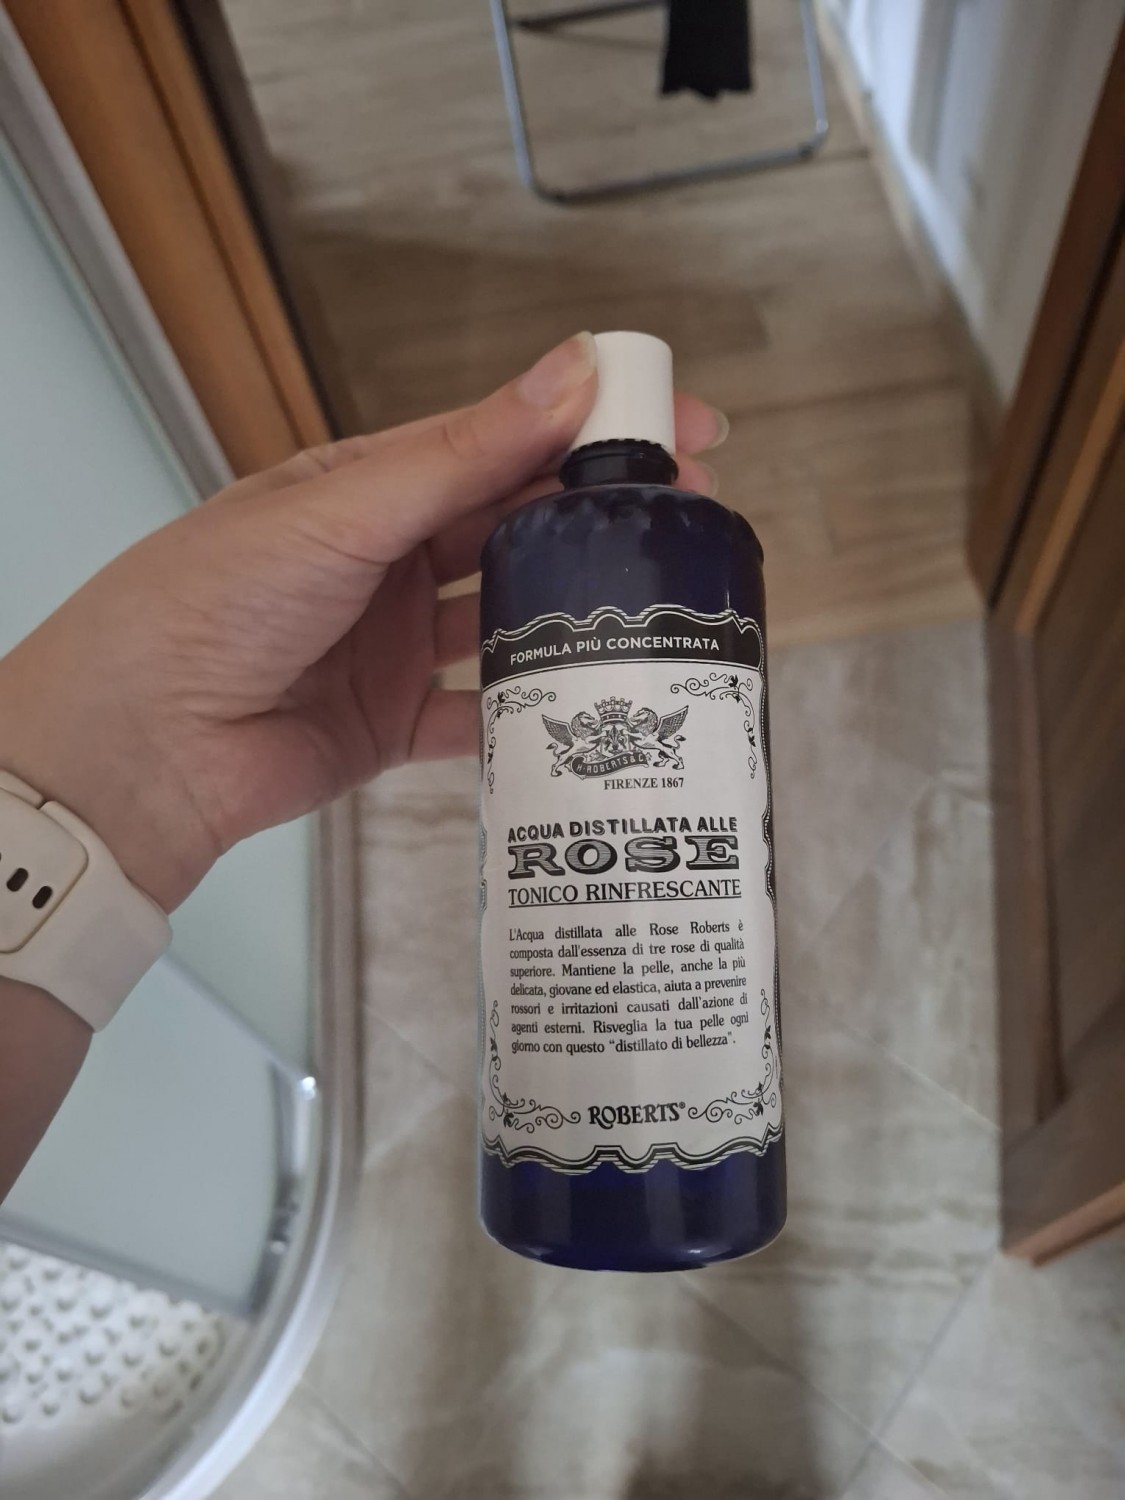 FORMULA PIÙ CONCENTRATA
H·ROBERTS & C°
FIRENZE 1867
ACQUA DISTILLATA ALLE
ROSE
TONICO RINFRESCANTE
L'Acqua distillata alle Rose Roberts è
composta dall'essenza di tre rose di qualità
superiore. Mantiene la pelle, anche la più
delicata, giovane ed elastica, aiuta a prevenire
rossori e irritazioni causati dall'azione di
agenti esterni. Risveglia la tua pelle ogni
giorno con questo "distillato di bellezza".
ROBERTS®